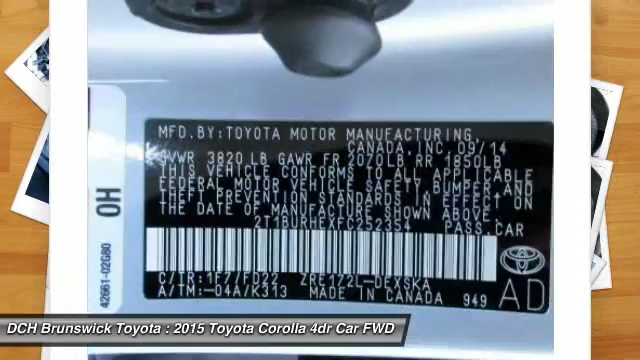 MFD. BY: TOYOTA MOTOR MANUFACTURING,
CANADA, INC. 09/14
GVWR 3820 LB GAWR FR 2070LB RR 1850LB
THIS VEHICLE CONFORMS TO ALL APPLICABLE
FEDERAL MOTOR VEHICLE SAFETY, BUMPER AND
THEFT PREVENTION STANDARDS IN EFFECT ON
THE DATE OF MANUFACTURE SHOWN ABOVE.
2T1BURHEXFC252354 PASS.CAR
C/TR: 1F7/FD22 ZRE172L-DEXSKA
A/TM:-04A/K313 MADE IN CANADA 949
AD
OH
42661-02G80
DCH Brunswick Toyota : 2015 Toyota Corolla 4dr Car FWD